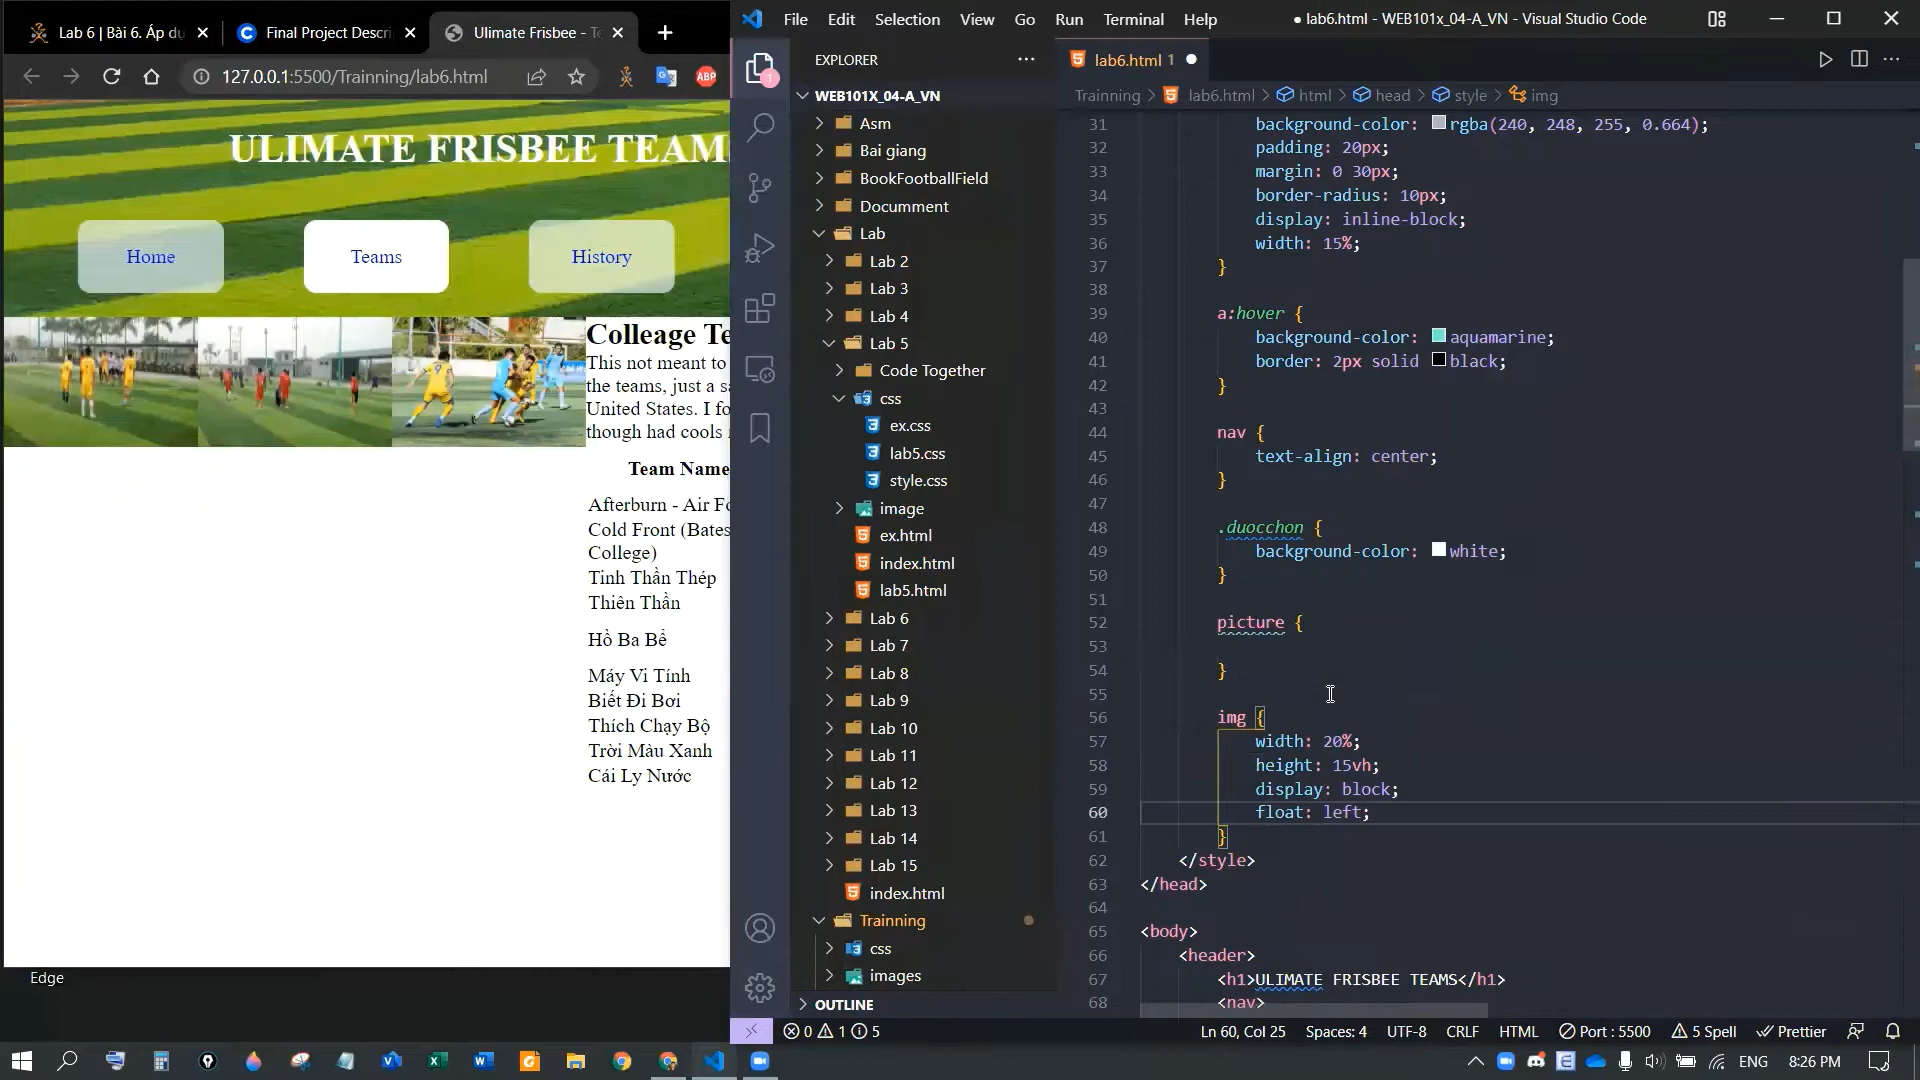 Lab 6 | Bài 6. Áp dụ
Final Project Descri
Ulimate Frisbee - Te
127.0.0.1:5500/Trainning/lab6.html
ABP
ULIMATE FRISBEE TEAMS
Home
Teams
History
Colleage Te
This not meant to
the teams, just a s
United States. I fo
though had cools
Team Name
Afterburn - Air Fo
Cold Front (Bates
College)
Tinh Thần Thép
Thiên Thần
Hồ Ba Bể
Máy Vi Tính
Biết Đi Bơi
Thích Chạy Bộ
Trời Màu Xanh
Cái Ly Nước
Edge
File Edit Selection View Go Run Terminal Help
● lab6.html - WEB101x_04-A_VN - Visual Studio Code
1
EXPLORER
WEB101X_04-A_VN
Asm
Bai giang
BookFootballField
Documment
Lab
Lab 2
Lab 3
Lab 4
Lab 5
Code Together
css
ex.css
lab5.css
style.css
image
ex.html
index.html
lab5.html
Lab 6
Lab 7
Lab 8
Lab 9
Lab 10
Lab 11
Lab 12
Lab 13
Lab 14
Lab 15
index.html
Trainning
css
images
OUTLINE
lab6.html 1
Trainning > lab6.html > html > head > style > img
31 background-color: rgba(240, 248, 255, 0.664);
32 padding: 20px;
33 margin: 0 30px;
34 border-radius: 10px;
35 display: inline-block;
36 width: 15%;
37 }
38
39 a:hover {
40 background-color: aquamarine;
41 border: 2px solid black;
42 }
43
44 nav {
45 text-align: center;
46 }
47
48 .duocchon {
49 background-color: white;
50 }
51
52 picture {
53
54 }
55
56 img {
57 width: 20%;
58 height: 15vh;
59 display: block;
60 float: left;
61 }
62 </style>
63 </head>
64
65 <body>
66 <header>
67 <h1>ULIMATE FRISBEE TEAMS</h1>
68 <nav>
0 1 5
Ln 60, Col 25 Spaces: 4 UTF-8 CRLF HTML Port : 5500 5 Spell Prettier
ENG 8:26 PM